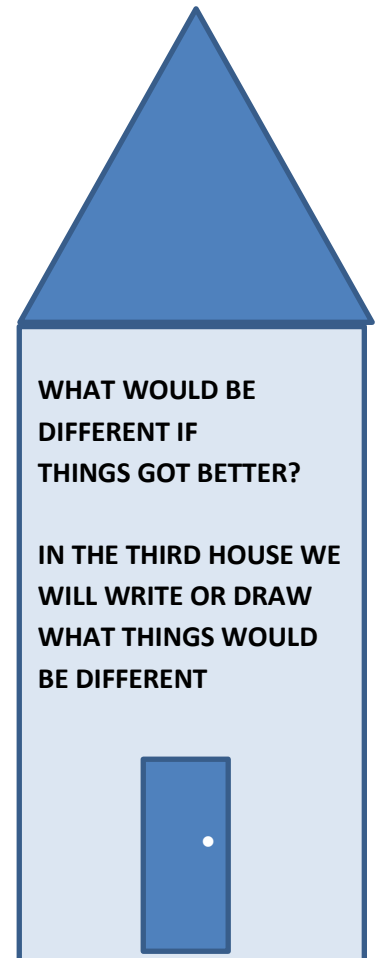 WHAT WOULD BE
DIFFERENT IF
THINGS GOT BETTER?
IN THE THIRD HOUSE WE
WILL WRITE OR DRAW
WHAT THINGS WOULD
BE DIFFERENT